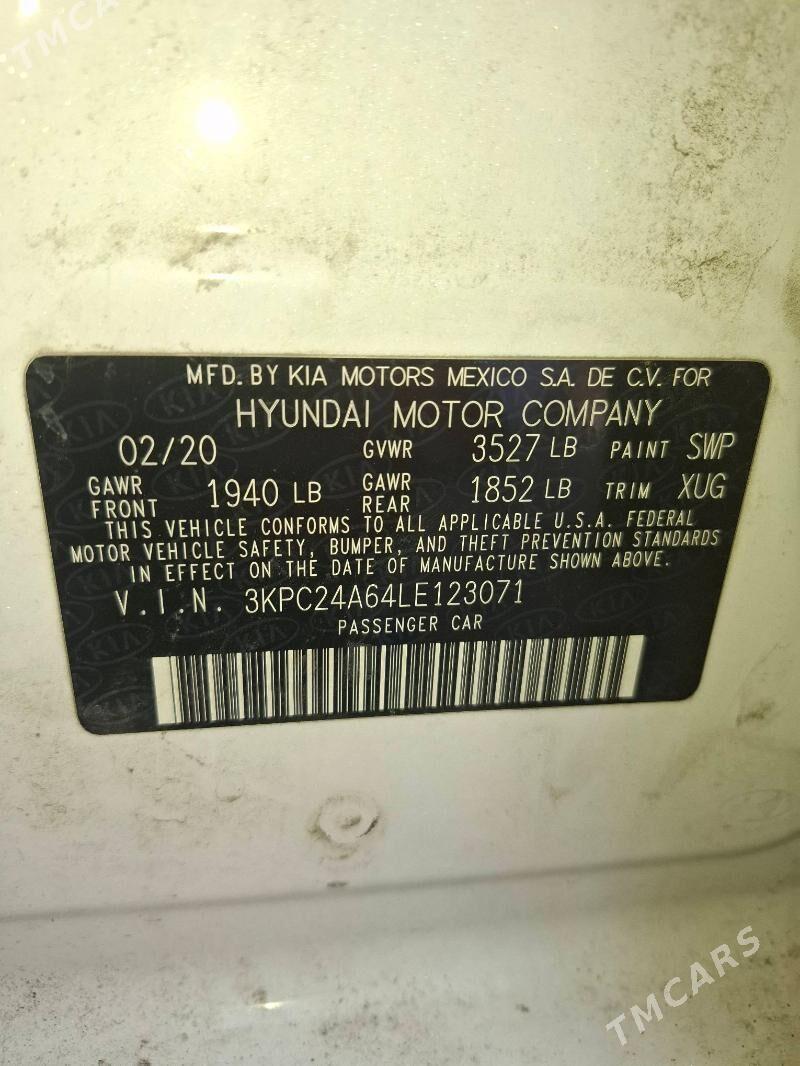 TMCARS
MFD. BY KIA MOTORS MEXICO S.A. DE C.V. FOR
HYUNDAI MOTOR COMPANY
02/20 GVWR 3527 LB PAINT SWP
GAWR FRONT 1940 LB GAWR REAR 1852 LB TRIM XUG
THIS VEHICLE CONFORMS TO ALL APPLICABLE U.S.A. FEDERAL
MOTOR VEHICLE SAFETY, BUMPER, AND THEFT PREVENTION STANDARDS
IN EFFECT ON THE DATE OF MANUFACTURE SHOWN ABOVE.
V.I.N. 3KPC24A64LE123071
PASSENGER CAR
TMCARS